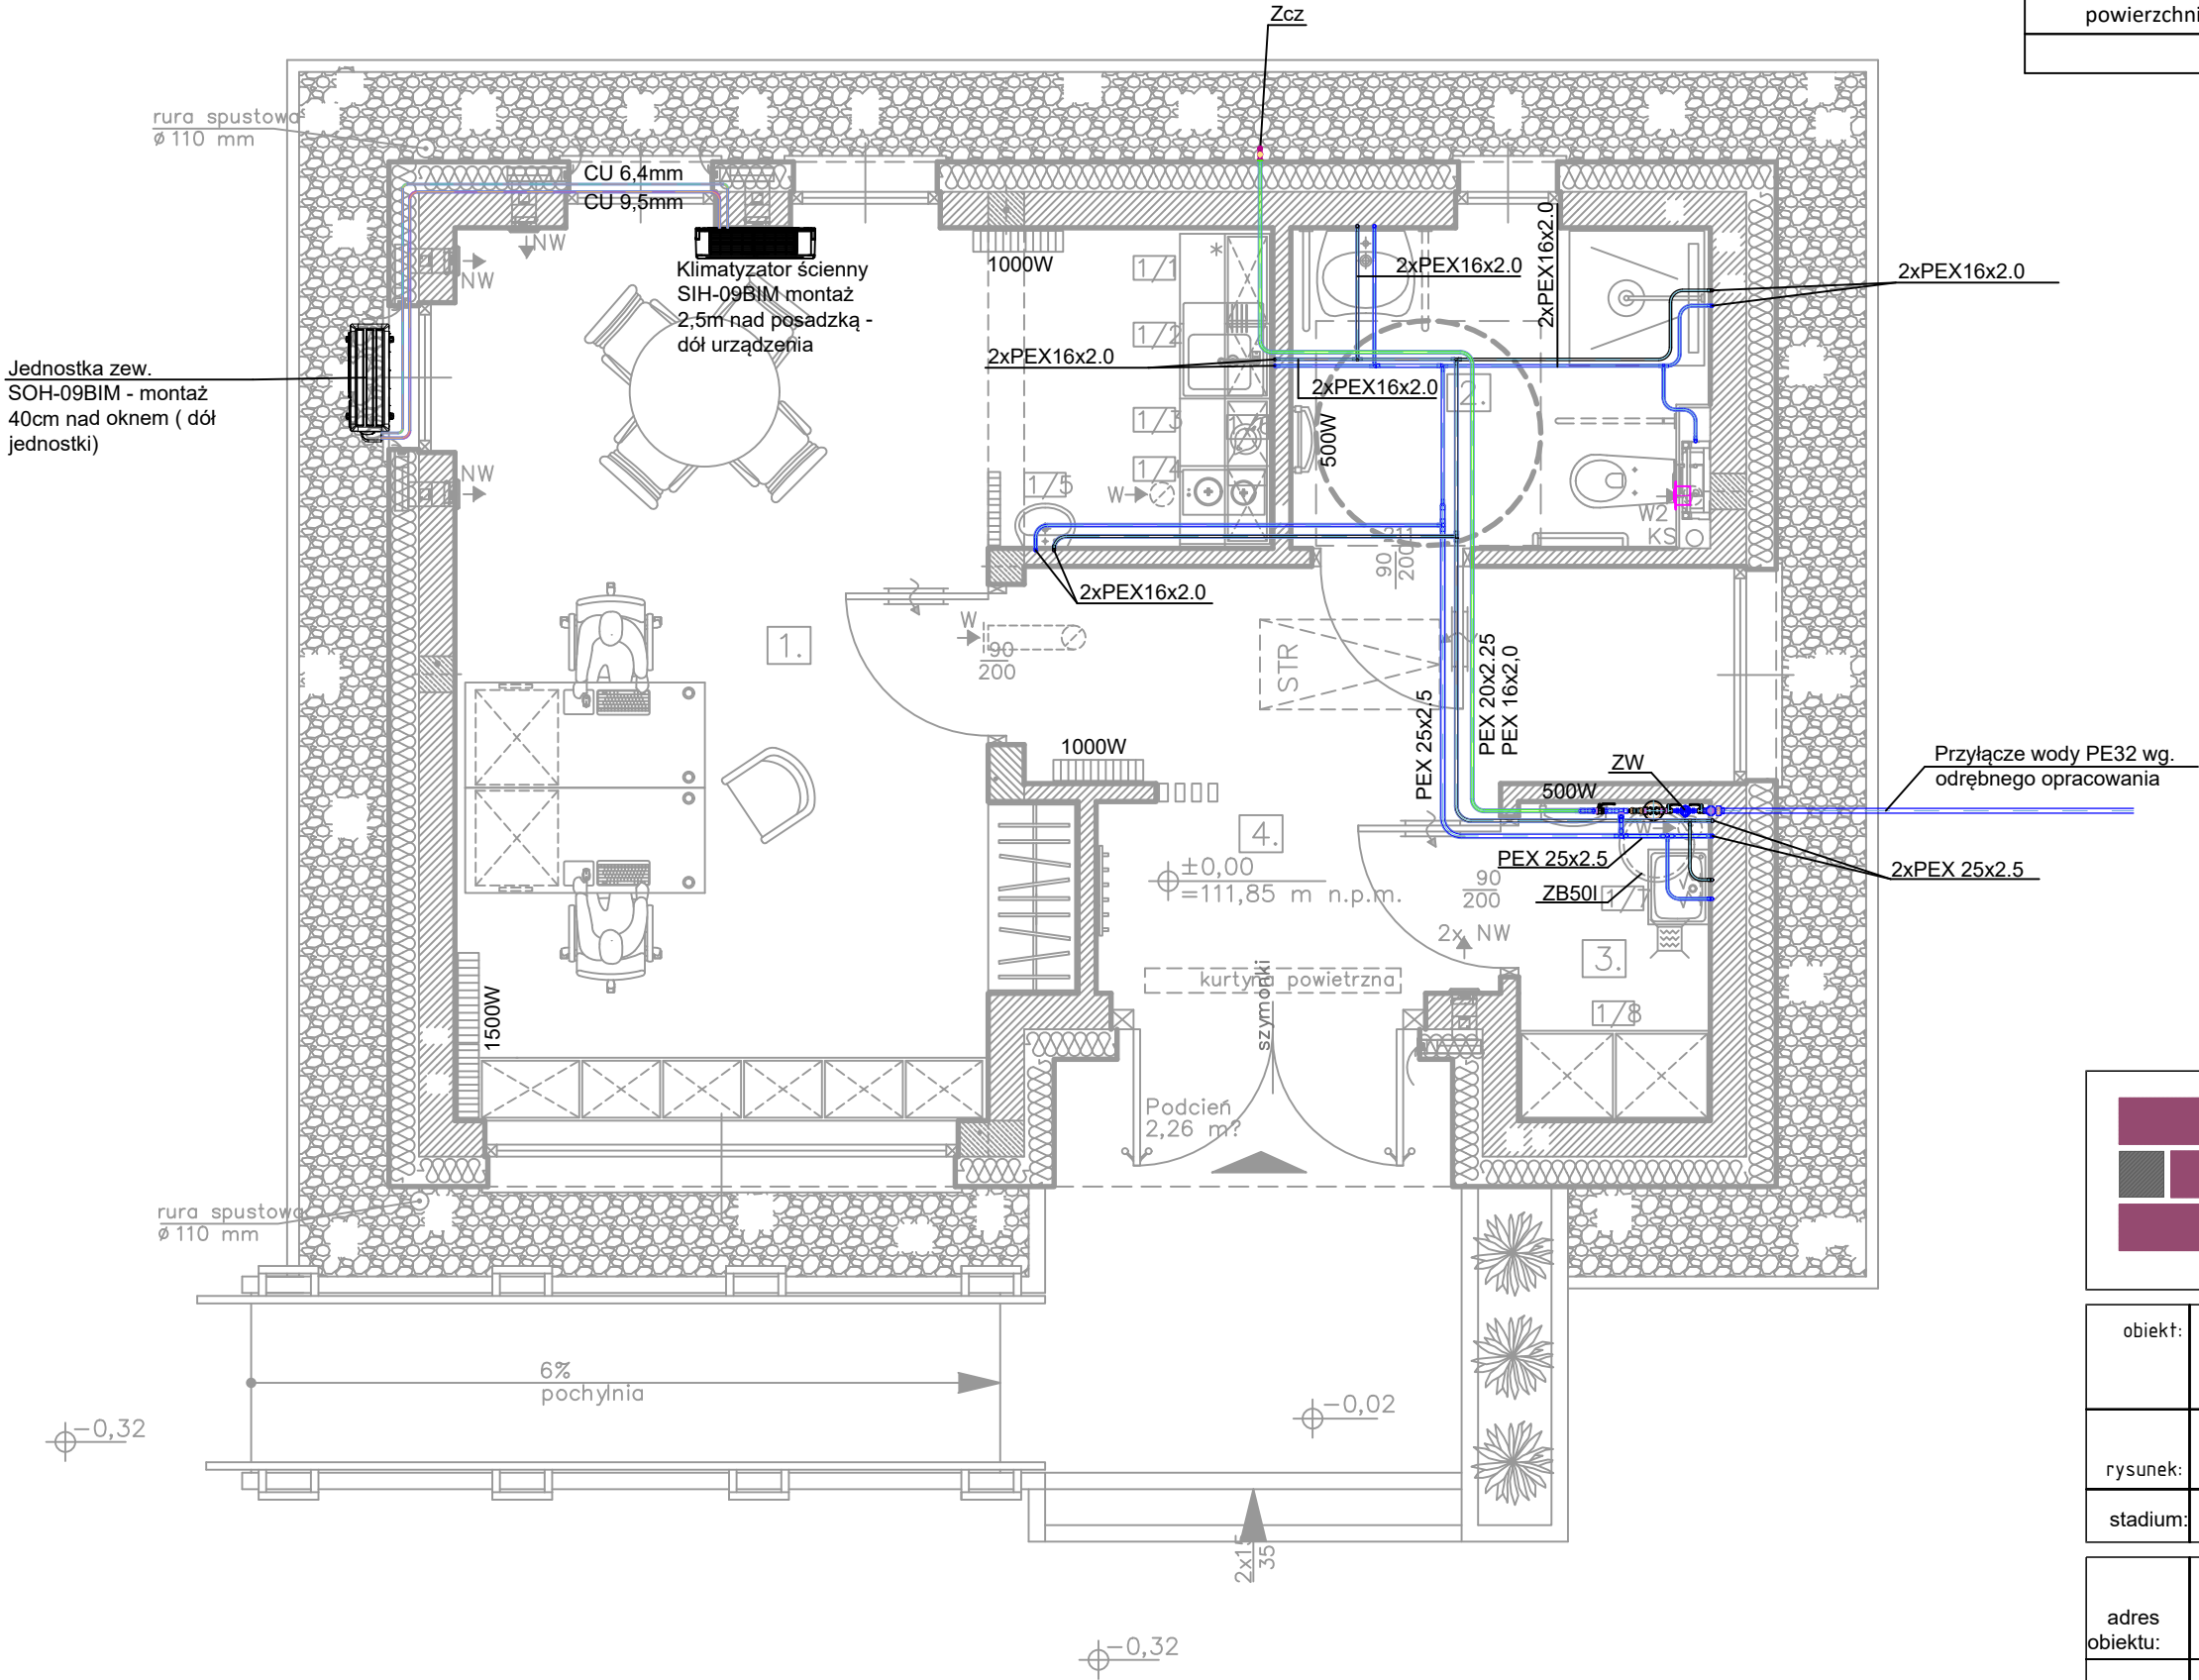 Zcz
powierzchni
rura spustowa
ø 110 mm
CU 6,4mm
CU 9,5mm
NW
NW
Klimatyzator ścienny
SIH-09BIM montaż
2,5m nad posadzką -
dół urządzenia
1000W
1/1
1/2
1/3
1/4
1/5
2xPEX16x2.0
2xPEX16x2.0
2xPEX16x2.0
2xPEX16x2.0
2xPEX16x2.0
Jednostka zew.
SOH-09BIM - montaż
40cm nad oknem ( dół
jednostki)
NW
W
500W
2.
W2
KS
90
200
2xPEX16x2.0
1.
W
90
200
STR
PEX 25x2.5
PEX 20x2.25
PEX 16x2,0
1000W
ZW
500W
Przyłącze wody PE32 wg.
odrębnego opracowania
4.
W
±0,00
=111,85 m n.p.m.
PEX 25x2.5
2xPEX 25x2.5
90
200
ZB50l
1/7
2x NW
3.
kurtyna powietrzna
szymonki
1500W
1/8
Podcień
2,26 m?
rura spustowa
ø 110 mm
6%
pochylnia
-0,32
-0,02
2x15
35
-0,32
obiekt:
rysunek:
stadium:
adres
obiektu: